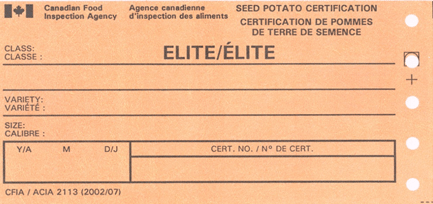 Canadian Food Inspection Agency
Agence canadienne d'inspection des aliments
SEED POTATO CERTIFICATION
CERTIFICATION DE POMMES DE TERRE DE SEMENCE
CLASS:
CLASSE :
ELITE/ÉLITE
VARIETY:
VARIÉTÉ :
SIZE:
CALIBRE :
Y/A M D/J
CERT. NO. / Nº DE CERT.
CFIA / ACIA 2113 (2002/07)